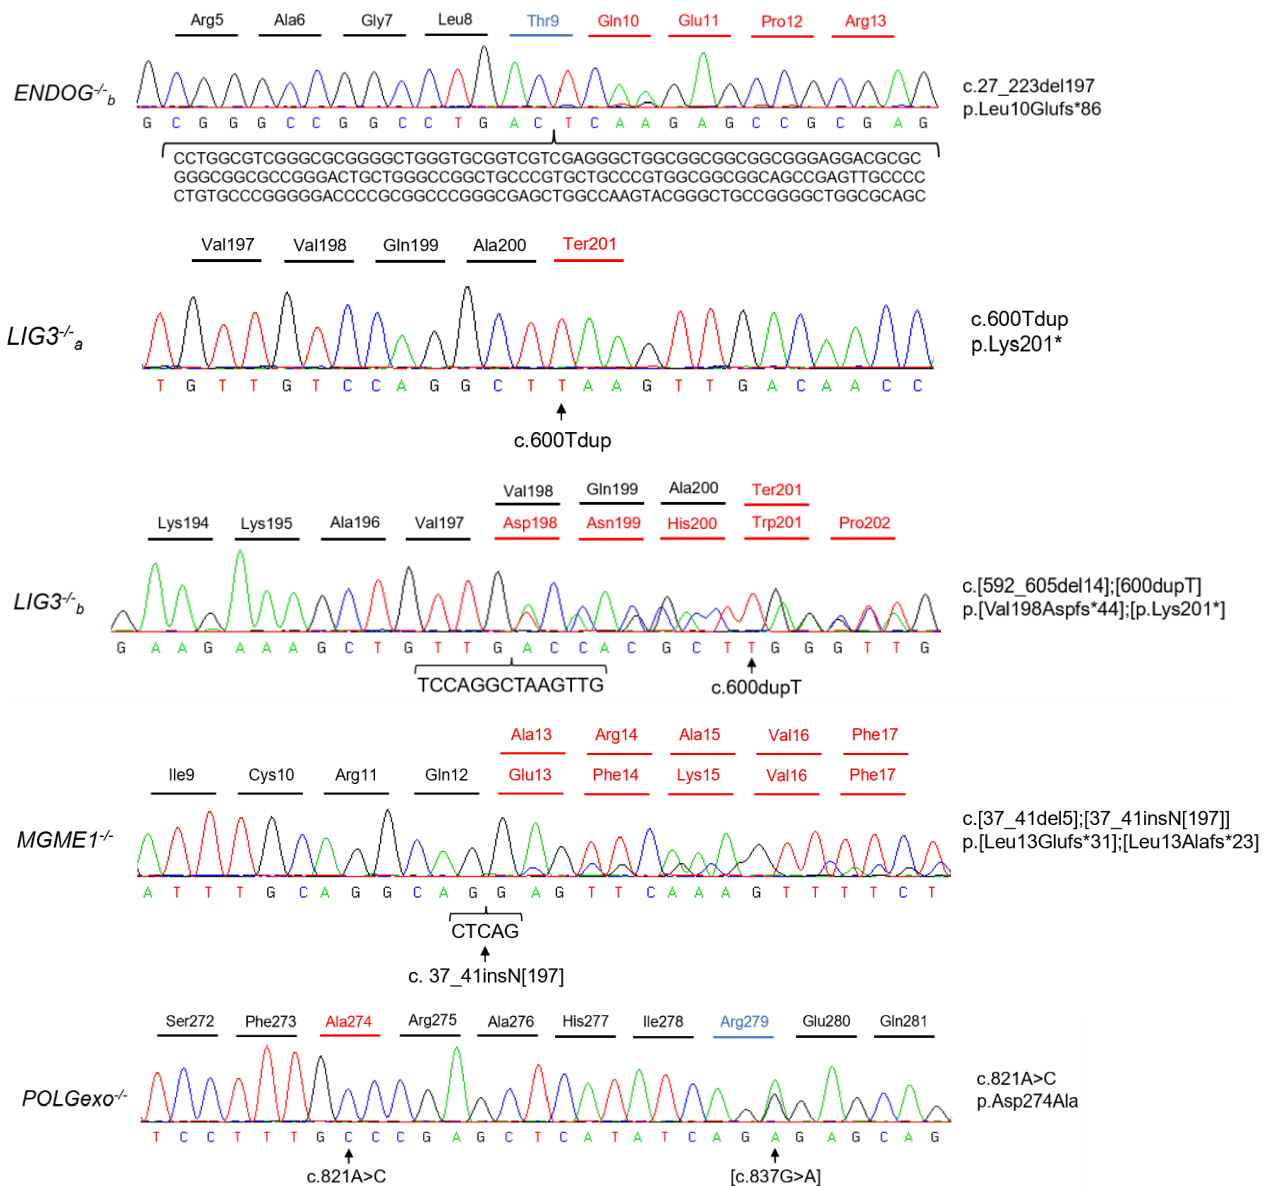 Arg5 Ala6 Gly7 Leu8 Thr9 Gln10 Glu11 Pro12 Arg13
ENDOG-/-b
c.27_223del197
p.Leu10Glufs*86
G C G G G C C G G C C T G A C T C A A G A G C C G C G A G
CCTGGCGTCGGGCGCGGGGCTGGGTGCGGTCGTCGAGGGCTGGCGGCGGCGGCGGGAGGACGCGC
GGGCGGCGCCGGGACTGCTGGGCCGGCTGCCCGTGCTGCCCGTGGCGGCGGCAGCCGAGTTGCCCC
CTGTGCCCGGGGGACCCCGCGGCCCGGGCGAGCTGGCCAAGTACGGGCTGCCGGGGCTGGCGCAGC
Val197 Val198 Gln199 Ala200 Ter201
LIG3-/-a
c.600Tdup
p.Lys201*
T G T T G T C C A G G C T T A A G T T G A C A A C C
c.600Tdup
Val198 Gln199 Ala200 Ter201
Lys194 Lys195 Ala196 Val197 Asp198 Asn199 His200 Trp201 Pro202
LIG3-/-b
c.[592_605del14];[600dupT]
p.[Val198Aspfs*44];[p.Lys201*]
G A A G A A A G C T G T T G A C C A C G C T T G G G T T G
TCCAGGCTAAGTTG
c.600dupT
Ala13 Arg14 Ala15 Val16 Phe17
Ile9 Cys10 Arg11 Gln12 Glu13 Phe14 Lys15 Val16 Phe17
MGME1-/-
c.[37_41del5];[37_41insN[197]]
p.[Leu13Glufs*31];[Leu13Alafs*23]
A T T T G C A G G C A G G A G T T C A A A G T T T T C T
CTCAG
c. 37_41insN[197]
Ser272 Phe273 Ala274 Arg275 Ala276 His277 Ile278 Arg279 Glu280 Gln281
POLGexo-/-
c.821A>C
p.Asp274Ala
T C C T T T G C C C G A G C T C A T A T C A G A G A G C A G
c.821A>C
[c.837G>A]